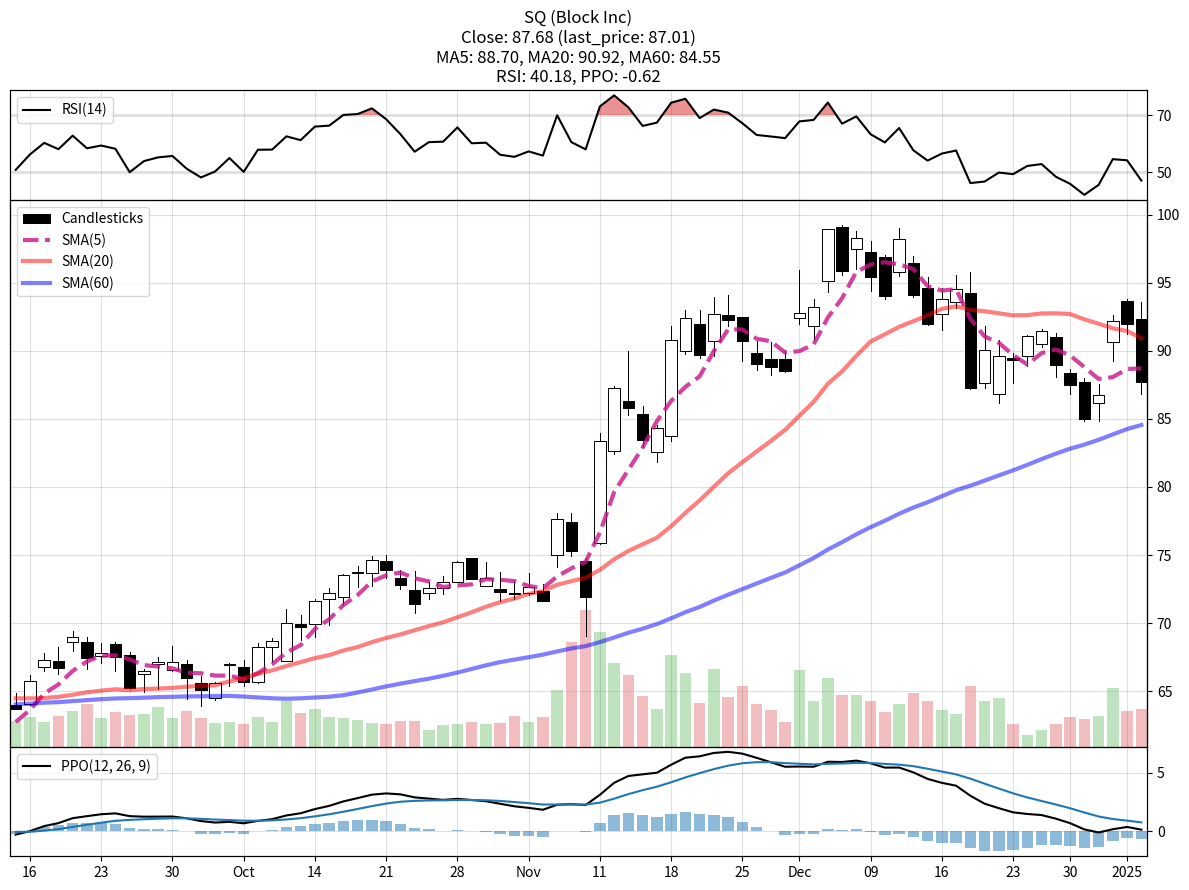 SQ (Block Inc)
Close: 87.68 (last_price: 87.01)
MA5: 88.70, MA20: 90.92, MA60: 84.55
RSI: 40.18, PPO: -0.62
RSI(14)
70
50
Candlesticks
SMA(5)
SMA(20)
SMA(60)
100
95
90
85
80
75
70
65
PPO(12, 26, 9)
5
0
16 23 30 Oct 14 21 28 Nov 11 18 25 Dec 09 16 23 30 2025